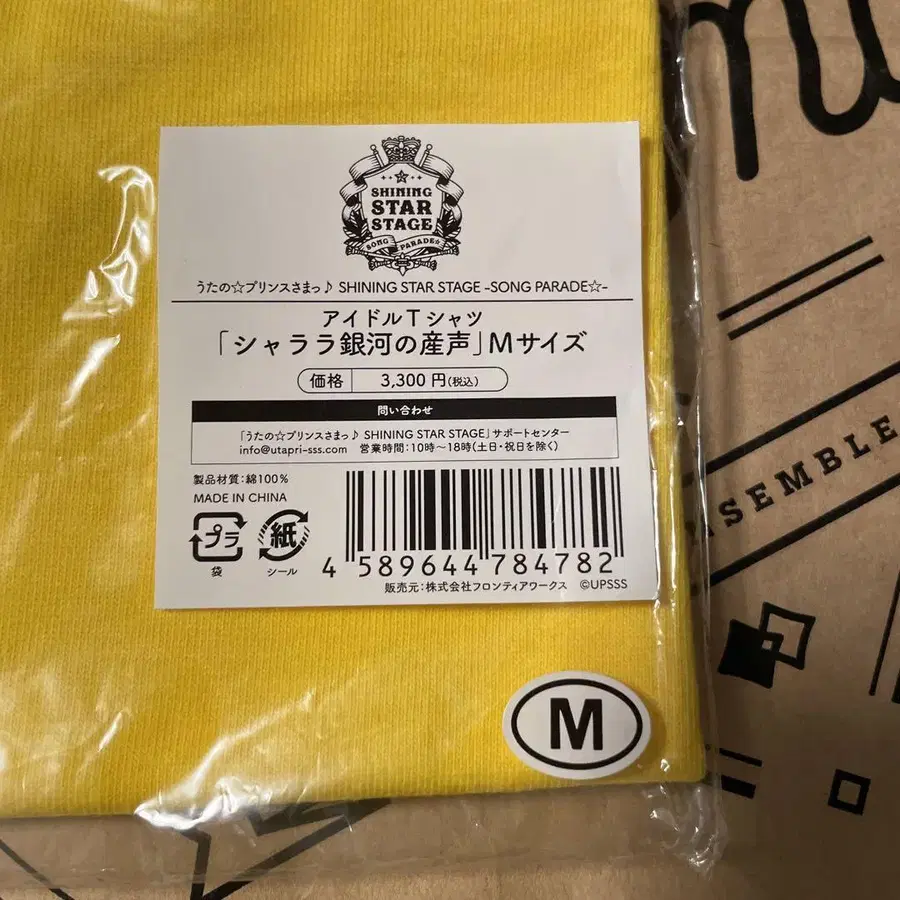 SHINING
STAR
STAGE
SONG PARADE☆
うたの☆プリンスさまっ♪ SHINING STAR STAGE -SONG PARADE☆-
アイドルTシャツ
「シャララ銀河の産声」Mサイズ
価格 3,300円(税込)
問い合わせ
「うたの☆プリンスさまっ♪ SHINING STAR STAGE」サポートセンター
info@utapri-sss.com 営業時間:10時~18時(土日・祝日を除く)
製品材質:綿100%
MADE IN CHINA
プラ
袋
紙
シール
4 589644 784782
販売元:株式会社フロンティアワークス ©UPSSS
M